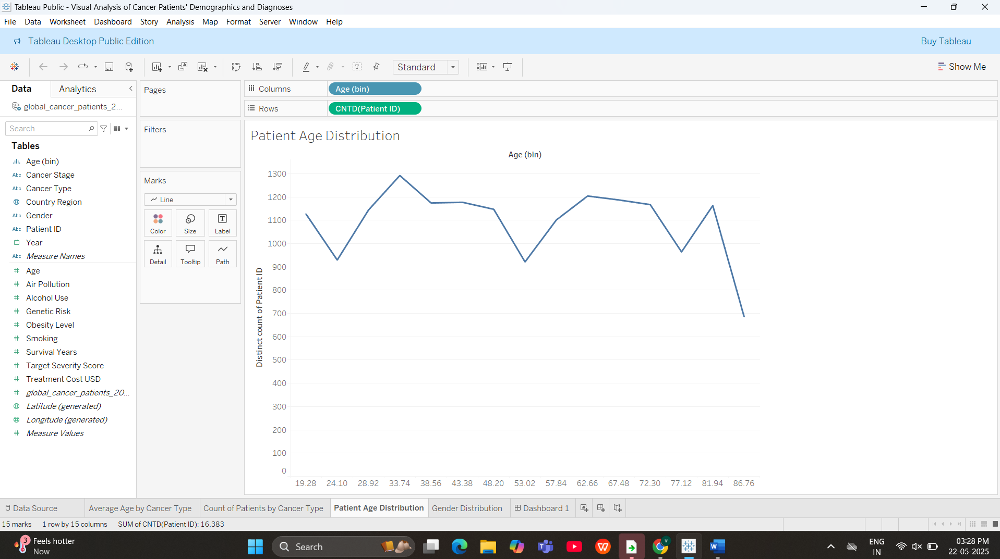 Tableau Public - Visual Analysis of Cancer Patients' Demographics and Diagnoses
File Data Worksheet Dashboard Story Analysis Map Format Server Window Help
Tableau Desktop Public Edition
Buy Tableau
Standard
Show Me
Data Analytics
global_cancer_patients_2...
Search
Tables
Age (bin)
Abc Cancer Stage
Abc Cancer Type
Country Region
Abc Gender
Abc Patient ID
Year
Abc Measure Names
Age
Air Pollution
Alcohol Use
Genetic Risk
Obesity Level
Smoking
Survival Years
Target Severity Score
Treatment Cost USD
global_cancer_patients_20...
Latitude (generated)
Longitude (generated)
Measure Values
Pages
Filters
Marks
Line
Color Size Label
Detail Tooltip Path
Columns Age (bin)
Rows CNTD(Patient ID)
Patient Age Distribution
Age (bin)
Distinct count of Patient ID
1300
1200
1100
1000
900
800
700
600
500
400
300
200
100
0
19.28 24.10 28.92 33.74 38.56 43.38 48.20 53.02 57.84 62.66 67.48 72.30 77.12 81.94 86.76
Data Source Average Age by Cancer Type Count of Patients by Cancer Type Patient Age Distribution Gender Distribution Dashboard 1
15 marks 1 row by 15 columns SUM of CNTD(Patient ID): 16,383
3
Feels hotter
Now
Search
ENG
IN
03:28 PM
22-05-2025